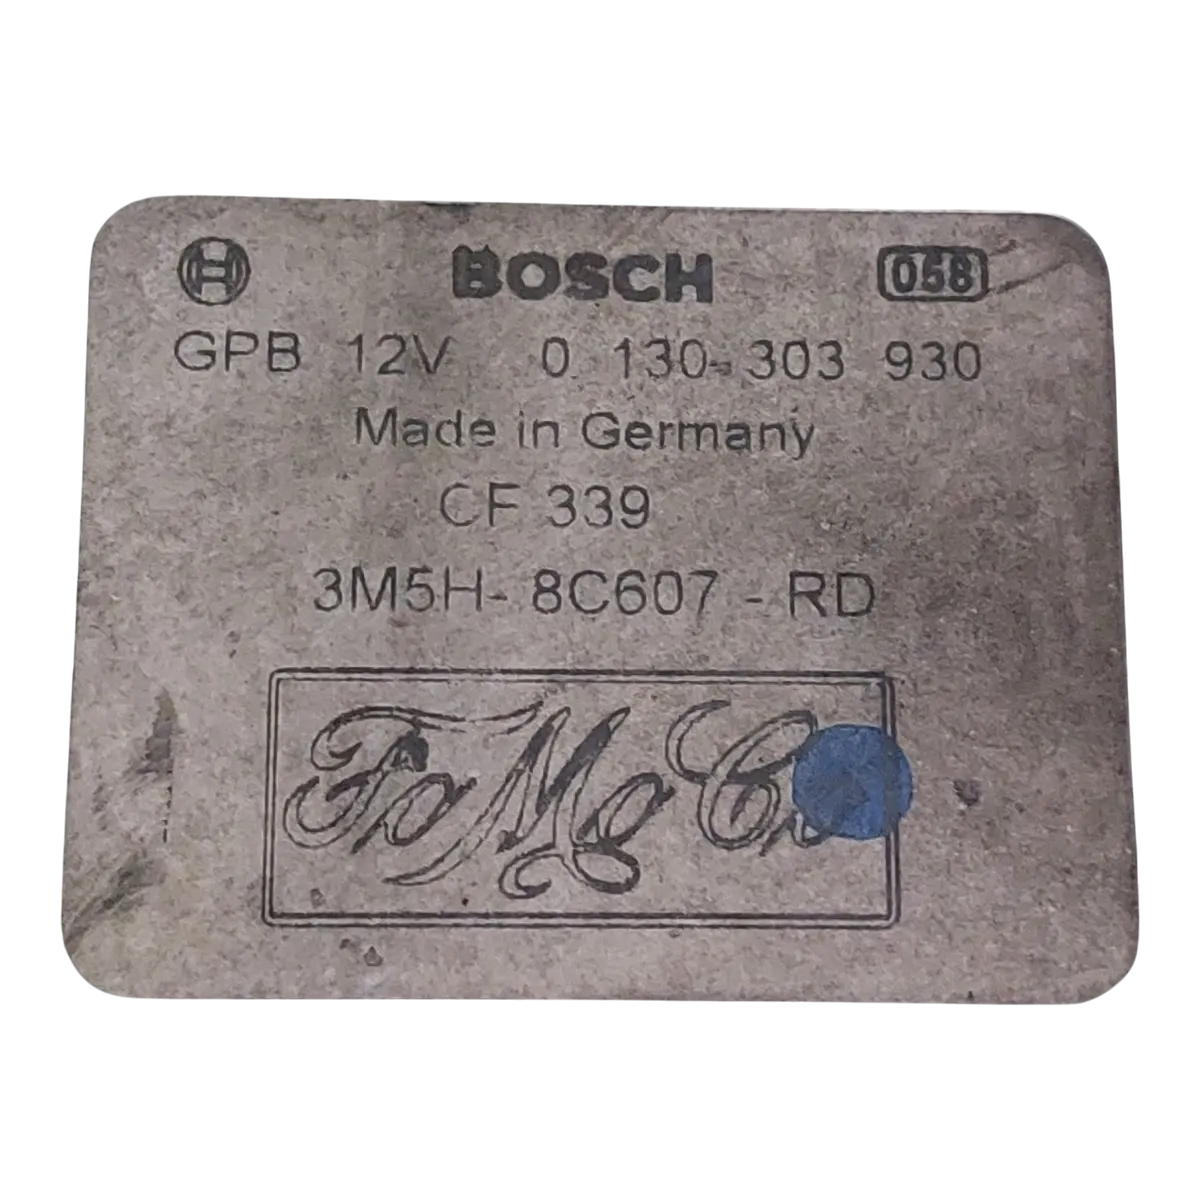 BOSCH 058
GPB 12V 0 130 303 930
Made in Germany
CF 339
3M5H- 8C607 - RD
FoMoCo